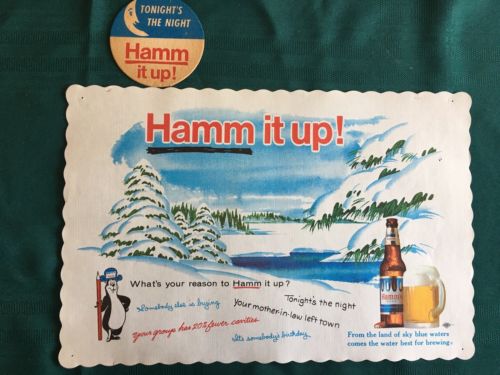 TONIGHT'S
THE NIGHT
Hamm
it up!
Hamm it up!
What's your reason to Hamm it up?
Somebody else is buying
Your mother-in-law left town
Tonight's the night
Your group has 20% fewer cavities
It's somebody's birthday
Hamm's
From the land of sky blue waters
comes the water best for brewing